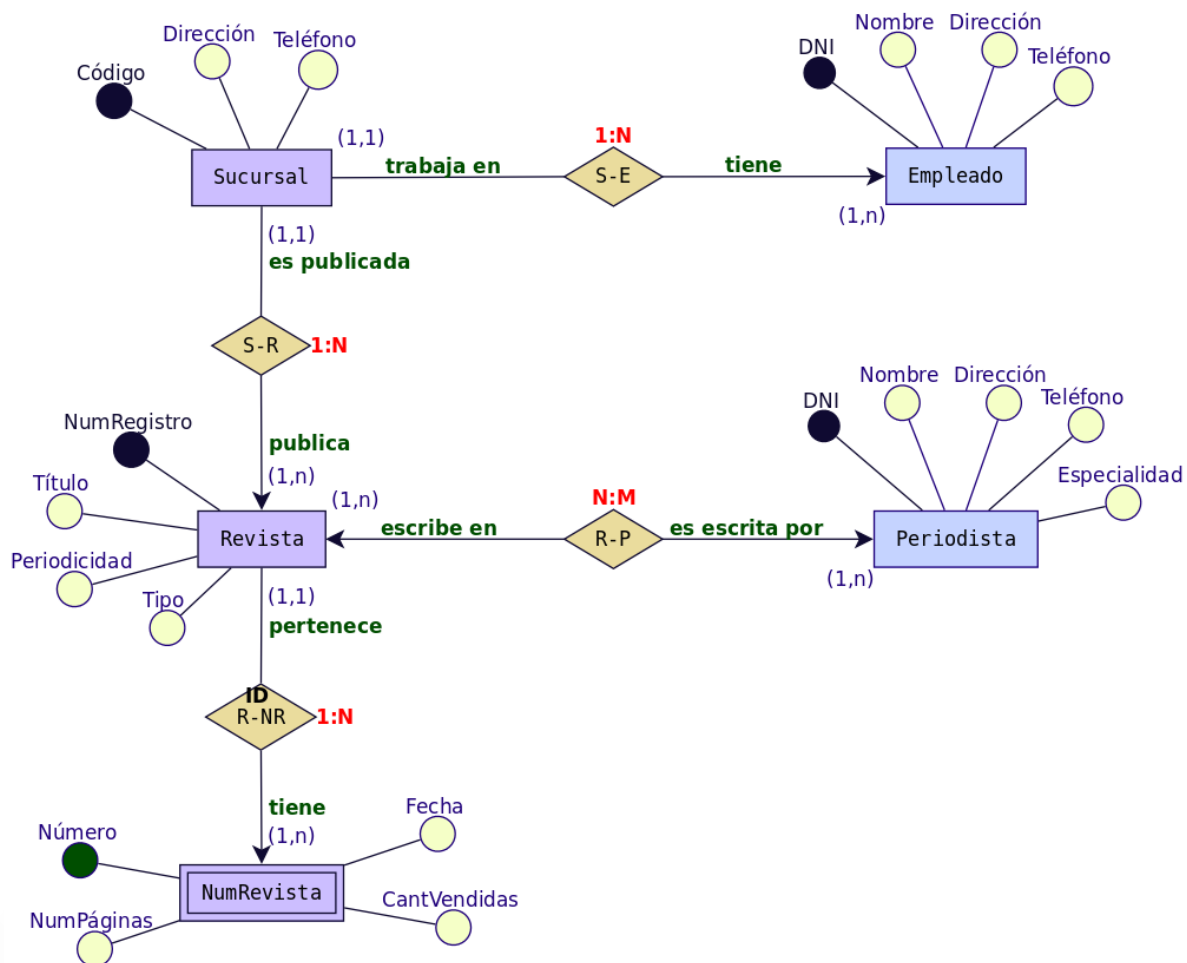 Dirección
Teléfono
Código
Nombre
Dirección
DNI
Teléfono
(1,1)
1:N
Sucursal
trabaja en
S-E
tiene
Empleado
(1,n)
(1,1)
es publicada
S-R
1:N
NumRegistro
publica
(1,n)
Título
Periodicidad
Tipo
(1,n)
Revista
escribe en
N:M
R-P
es escrita por
Nombre
Dirección
DNI
Teléfono
Especialidad
Periodista
(1,n)
(1,1)
pertenece
ID
R-NR
1:N
tiene
(1,n)
Número
Fecha
NumRevista
NumPáginas
CantVendidas